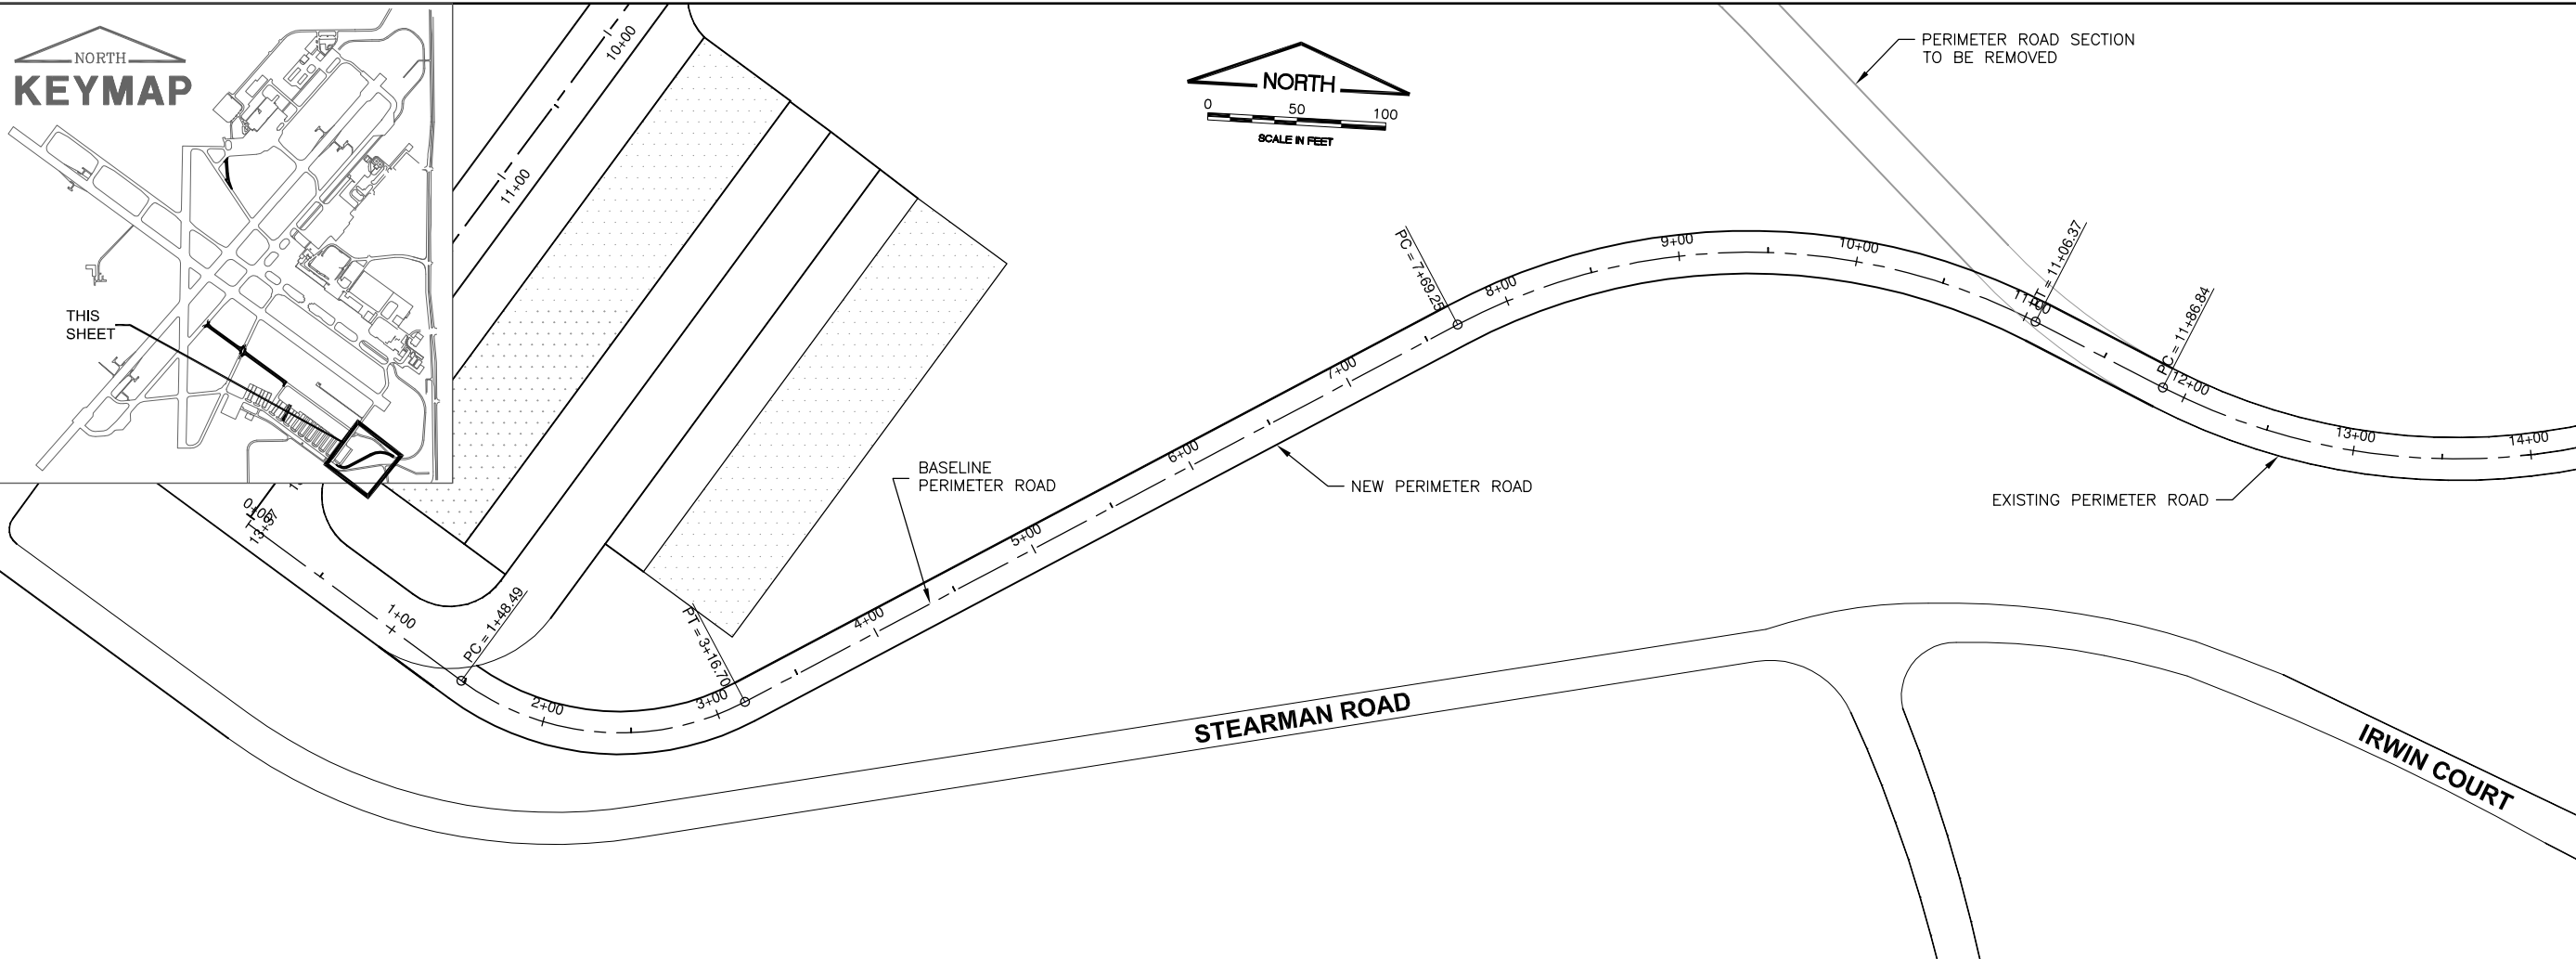 NORTH
KEYMAP
THIS
SHEET
10+00
11+00
NORTH
0 50 100
SCALE IN FEET
PERIMETER ROAD SECTION
TO BE REMOVED
PC = 7+69.25
8+00
9+00
10+00
11+00
PT = 11+06.37
PC = 11+86.84
12+00
13+00
14+00
7+00
6+00
5+00
4+00
BASELINE
PERIMETER ROAD
NEW PERIMETER ROAD
EXISTING PERIMETER ROAD
0+00
1+00
PC = 1+48.49
2+00
3+00
PT = 3+16.70
STEARMAN ROAD
IRWIN COURT